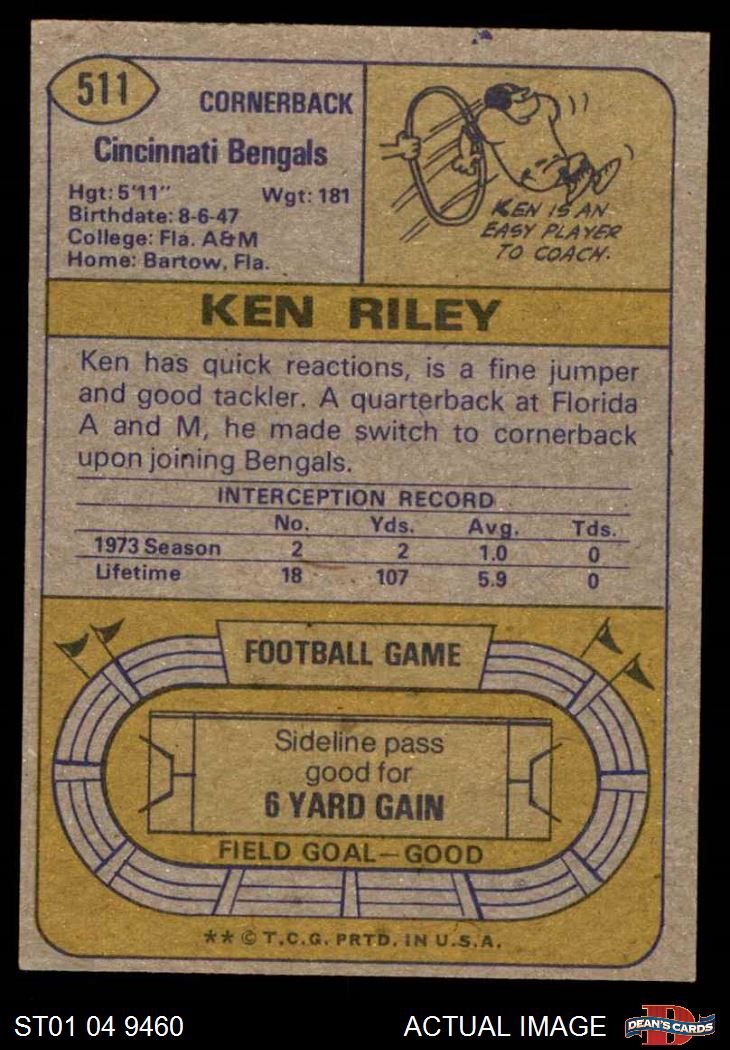 511
CORNERBACK
Cincinnati Bengals
Hgt: 5'11" Wgt: 181
Birthdate: 8-6-47
College: Fla. A&M
Home: Bartow, Fla.
KEN IS AN
EASY PLAYER
TO COACH.
KEN RILEY
Ken has quick reactions, is a fine jumper
and good tackler. A quarterback at Florida
A and M, he made switch to cornerback
upon joining Bengals.
INTERCEPTION RECORD
No. Yds. Avg. Tds.
1973 Season 2 2 1.0 0
Lifetime 18 107 5.9 0
FOOTBALL GAME
Sideline pass
good for
6 YARD GAIN
FIELD GOAL—GOOD
** © T.C.G. PRTD. IN U.S.A.
ST01 04 9460 ACTUAL IMAGE
D
DEAN'S CARDS